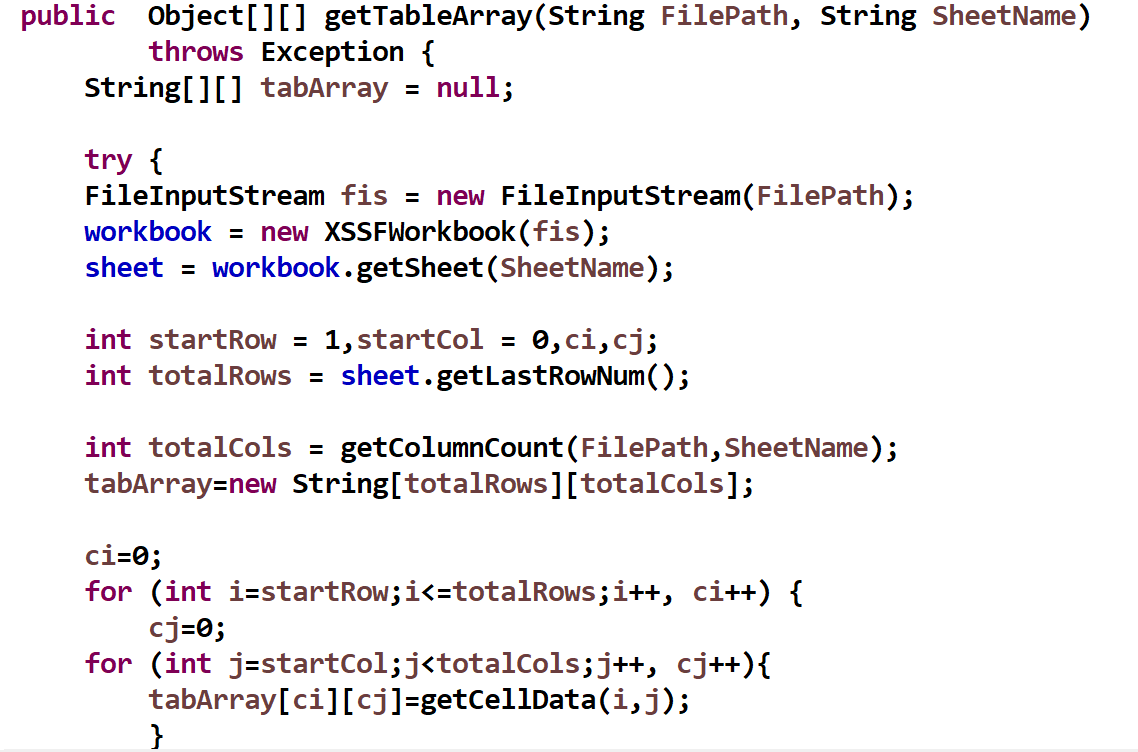 public  Object[][] getTableArray(String FilePath, String SheetName)
throws Exception {
String[][] tabArray = null;
try {
FileInputStream fis = new FileInputStream(FilePath);
workbook = new XSSFWorkbook(fis);
sheet = workbook.getSheet(SheetName);
int startRow = 1,startCol = 0,ci,cj;
int totalRows = sheet.getLastRowNum();
int totalCols = getColumnCount(FilePath,SheetName);
tabArray=new String[totalRows][totalCols];
ci=0;
for (int i=startRow;i<=totalRows;i++, ci++) {
cj=0;
for (int j=startCol;j<totalCols;j++, cj++){
tabArray[ci][cj]=getCellData(i,j);
}